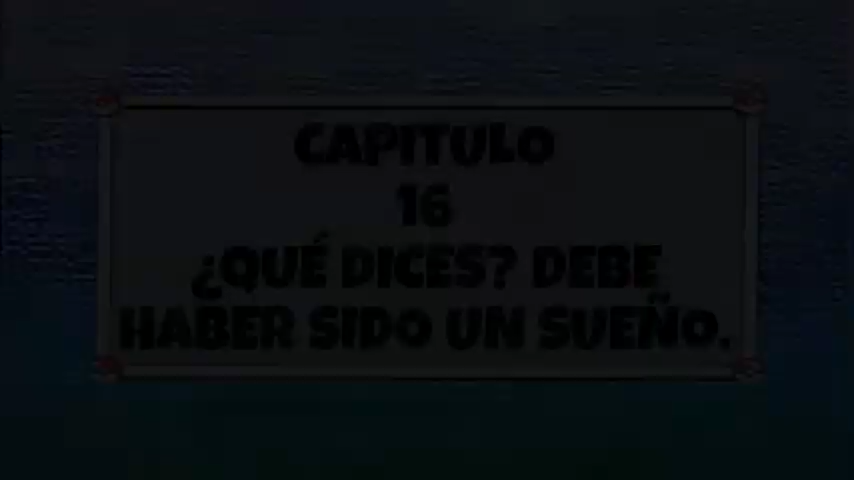 CAPITULO
16
¿QUÉ DICES? DEBE
HABER SIDO UN SUEÑO.